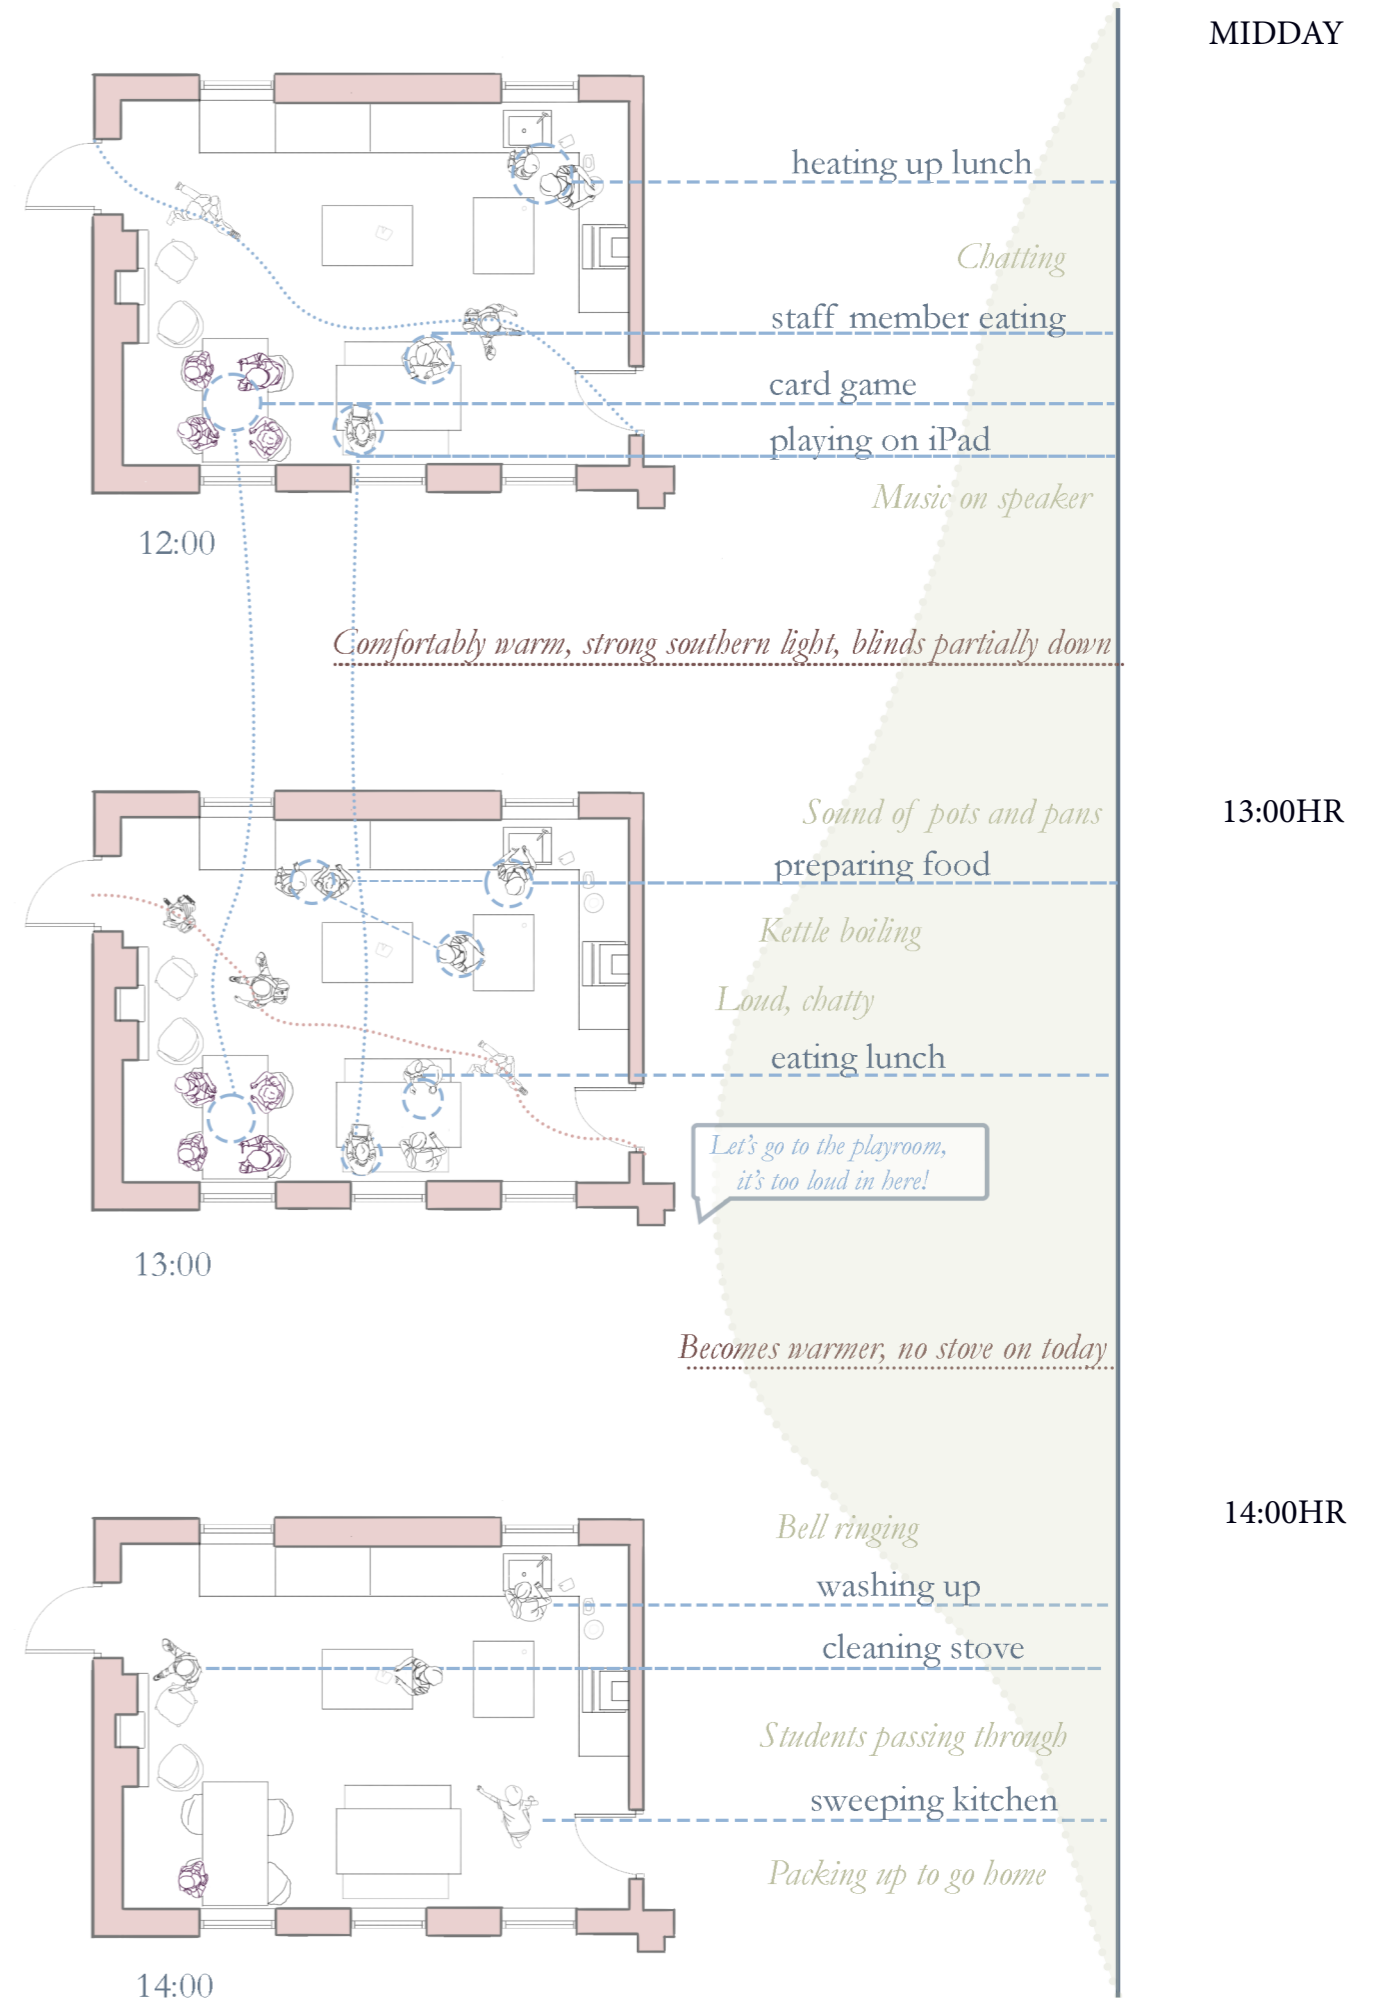 MIDDAY
heating up lunch
Chatting
staff member eating
card game
playing on iPad
Music on speaker
12:00
Comfortably warm, strong southern light, blinds partially down
Sound of pots and pans
13:00HR
preparing food
Kettle boiling
Loud, chatty
eating lunch
Let's go to the playroom,
it's too loud in here!
13:00
Becomes warmer, no stove on today
14:00HR
Bell ringing
washing up
cleaning stove
Students passing through
sweeping kitchen
Packing up to go home
14:00